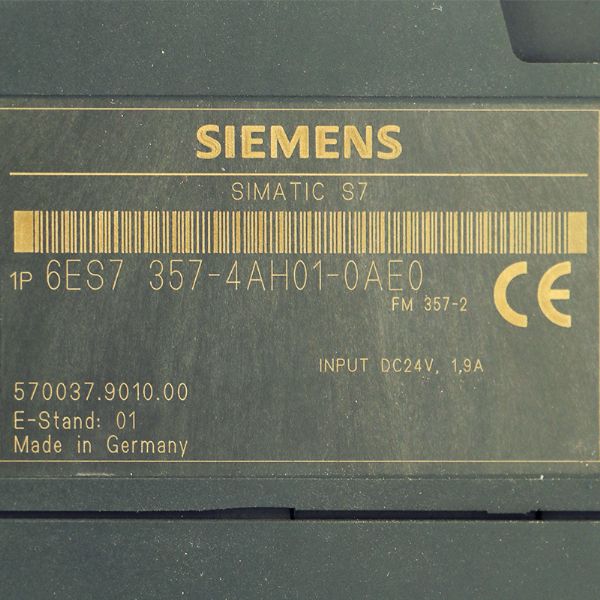 SIEMENS
SIMATIC S7
1P 6ES7 357-4AH01-0AE0
FM 357-2
CE
INPUT DC24V, 1,9A
570037.9010.00
E-Stand: 01
Made in Germany